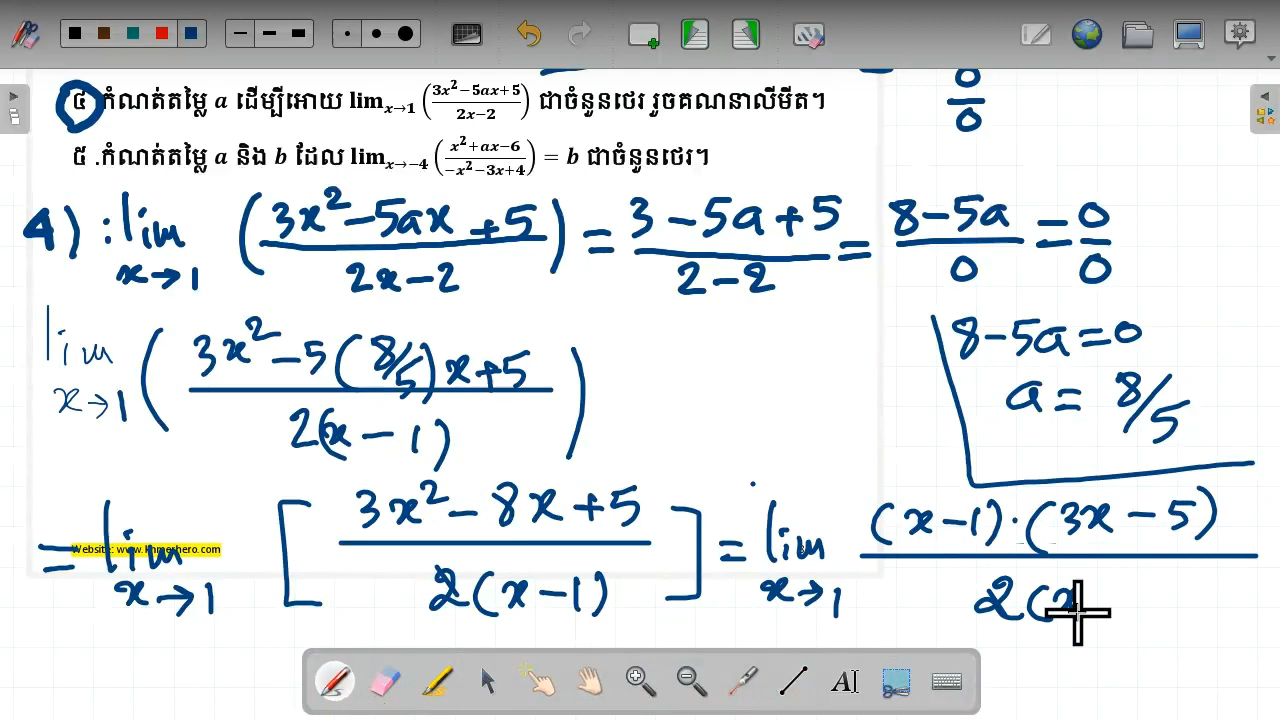 0/0
៤ .កំណត់តម្លៃ a ដើម្បីអោយ lim_{x→1} ((3x²−5ax+5)/(2x−2)) ជាចំនួនថេរ រួចគណនាលីមីត។
៥ .កំណត់តម្លៃ a និង b ដែល lim_{x→−4} ((x²+ax−6)/(−x²−3x+4)) = b ជាចំនួនថេរ។
4) : lim_{x→1} ((3x²−5ax+5)/(2x−2)) = (3−5a+5)/(2−2) = (8−5a)/0 = 0/0
8−5a=0
a = 8/5
lim_{x→1} ((3x²−5(8/5)x+5)/(2(x−1)))
= lim_{x→1} [(3x²−8x+5)/(2(x−1))] = lim_{x→1} ((x−1)·(3x−5))/(2(x
Website: www.khmerhero.com